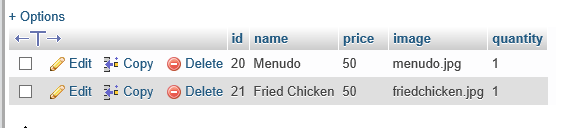 + Options
←T→ id name price image quantity
Edit Copy Delete 20 Menudo 50 menudo.jpg 1
Edit Copy Delete 21 Fried Chicken 50 friedchicken.jpg 1